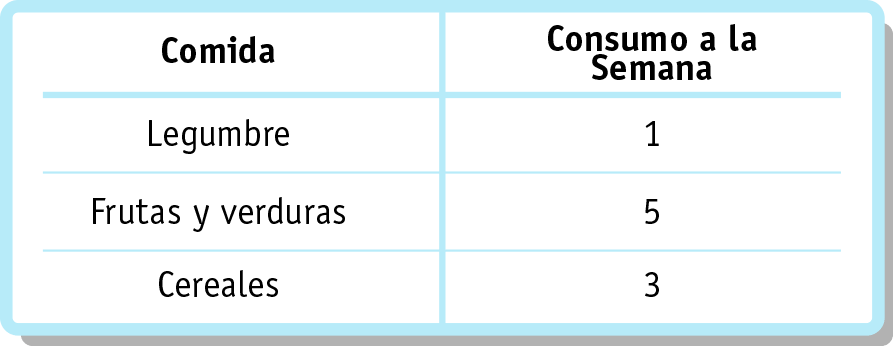 Comida
Consumo a la
Semana
Legumbre
1
Frutas y verduras
5
Cereales
3